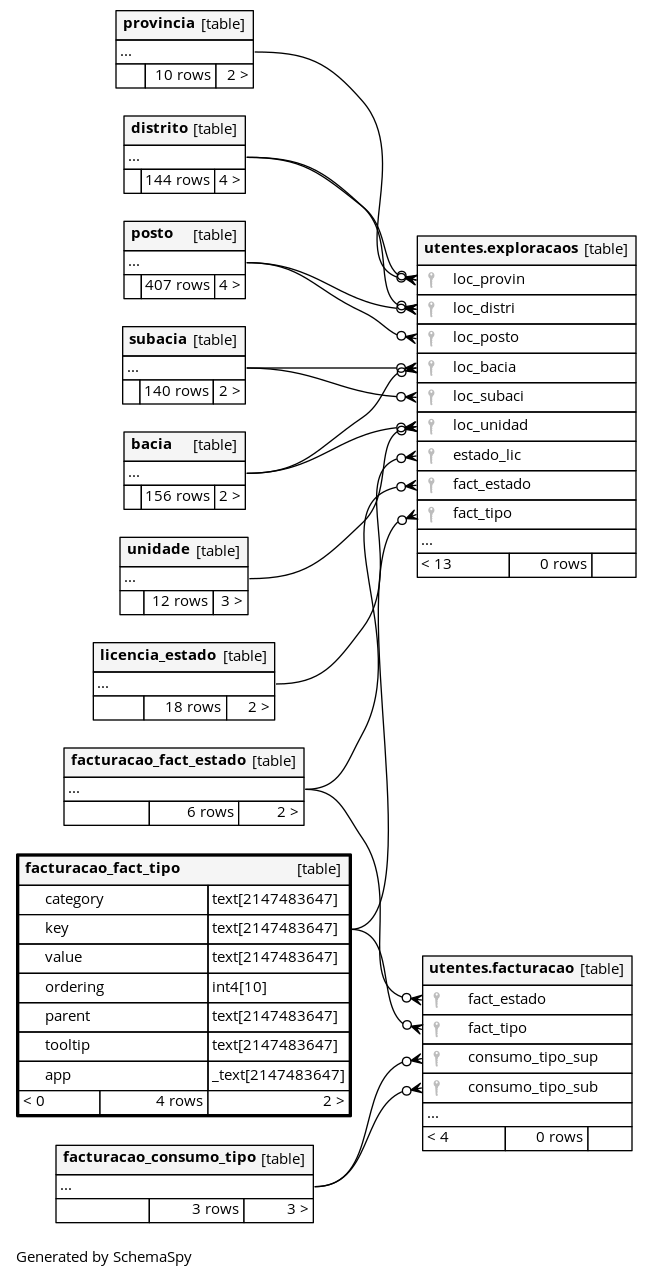 provincia [table]
...
10 rows 2 >
distrito [table]
...
144 rows 4 >
posto [table]
...
407 rows 4 >
subacia [table]
...
140 rows 2 >
bacia [table]
...
156 rows 2 >
unidade [table]
...
12 rows 3 >
licencia_estado [table]
...
18 rows 2 >
facturacao_fact_estado [table]
...
6 rows 2 >
facturacao_fact_tipo [table]
category text[2147483647]
key text[2147483647]
value text[2147483647]
ordering int4[10]
parent text[2147483647]
tooltip text[2147483647]
app _text[2147483647]
< 0 4 rows 2 >
facturacao_consumo_tipo [table]
...
3 rows 3 >
utentes.exploracaos [table]
loc_provin
loc_distri
loc_posto
loc_bacia
loc_subaci
loc_unidad
estado_lic
fact_estado
fact_tipo
...
< 13 0 rows
utentes.facturacao [table]
fact_estado
fact_tipo
consumo_tipo_sup
consumo_tipo_sub
...
< 4 0 rows
Generated by SchemaSpy